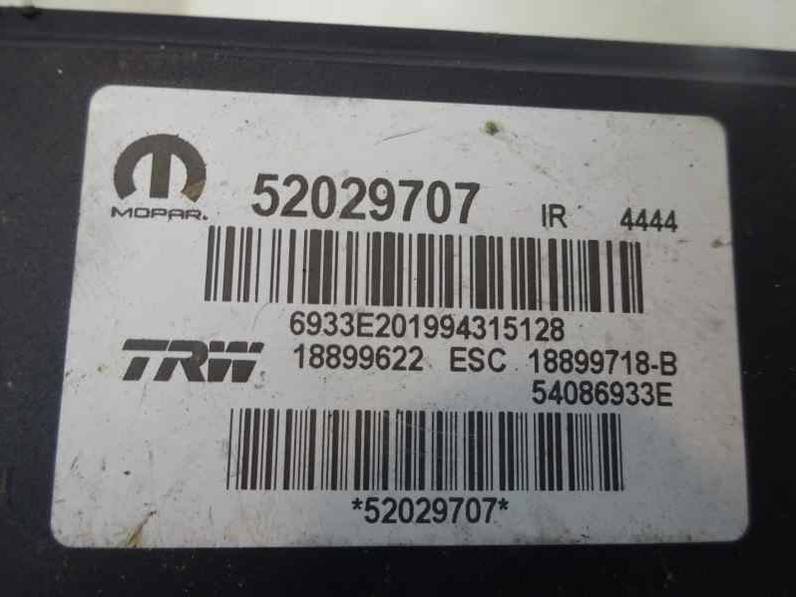 MOPAR. 52029707 IR 4444
6933E201994315128
TRW 18899622 ESC 18899718-B
54086933E
*52029707*